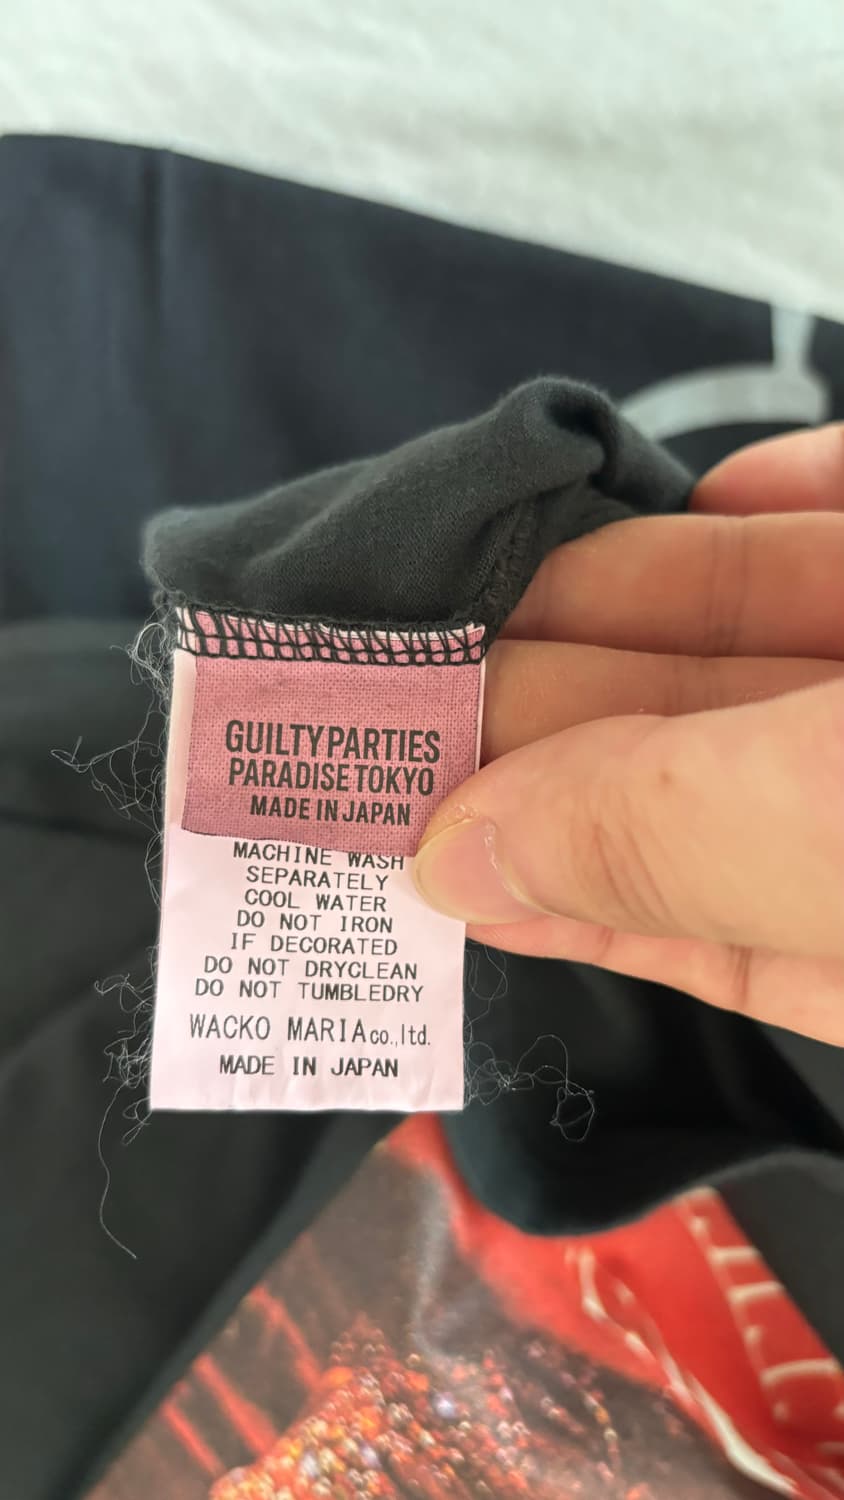 GUILTY PARTIES
PARADISE TOKYO
MADE IN JAPAN
MACHINE WASH
SEPARATELY
COOL WATER
DO NOT IRON
IF DECORATED
DO NOT DRYCLEAN
DO NOT TUMBLEDRY
WACKO MARIA co.,ltd.
MADE IN JAPAN